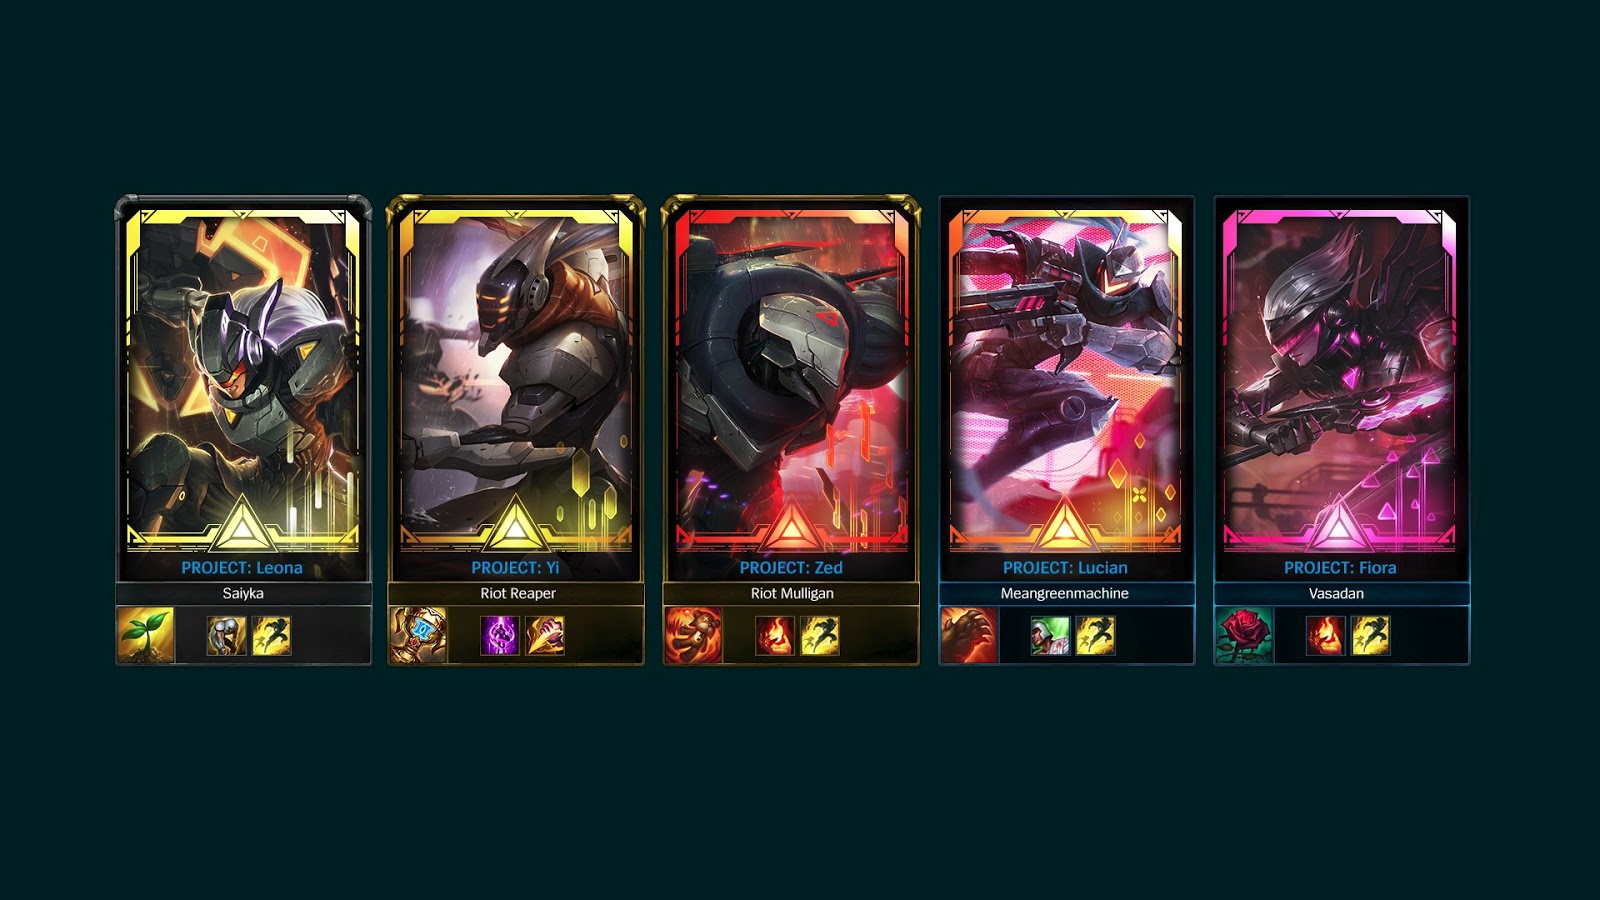 PROJECT: Leona
Saiyka
PROJECT: Yi
Riot Reaper
PROJECT: Zed
Riot Mulligan
PROJECT: Lucian
Meangreenmachine
PROJECT: Fiora
Vasadan